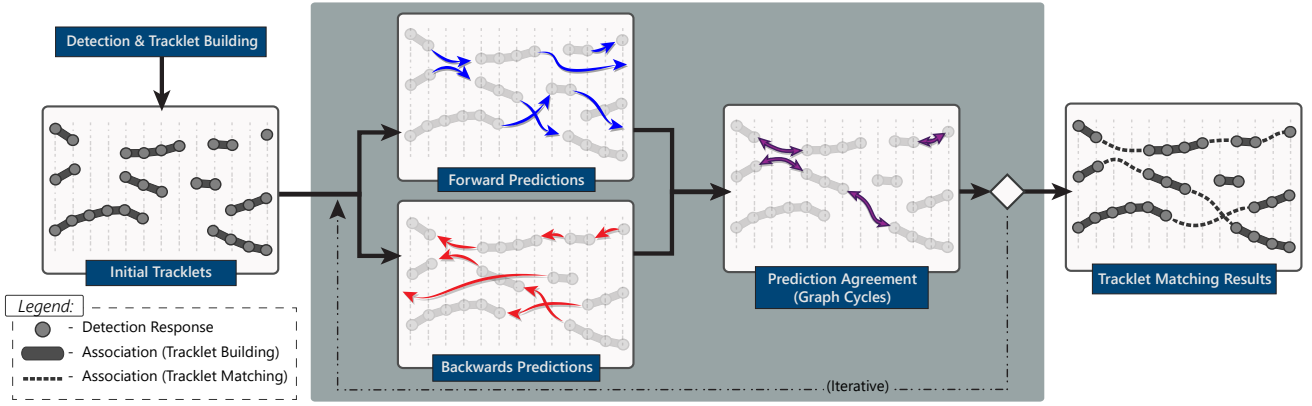 Detection & Tracklet Building
Initial Tracklets
Forward Predictions
Backwards Predictions
Prediction Agreement
(Graph Cycles)
Tracklet Matching Results
(Iterative)
Legend:
- Detection Response
- Association (Tracklet Building)
- Association (Tracklet Matching)